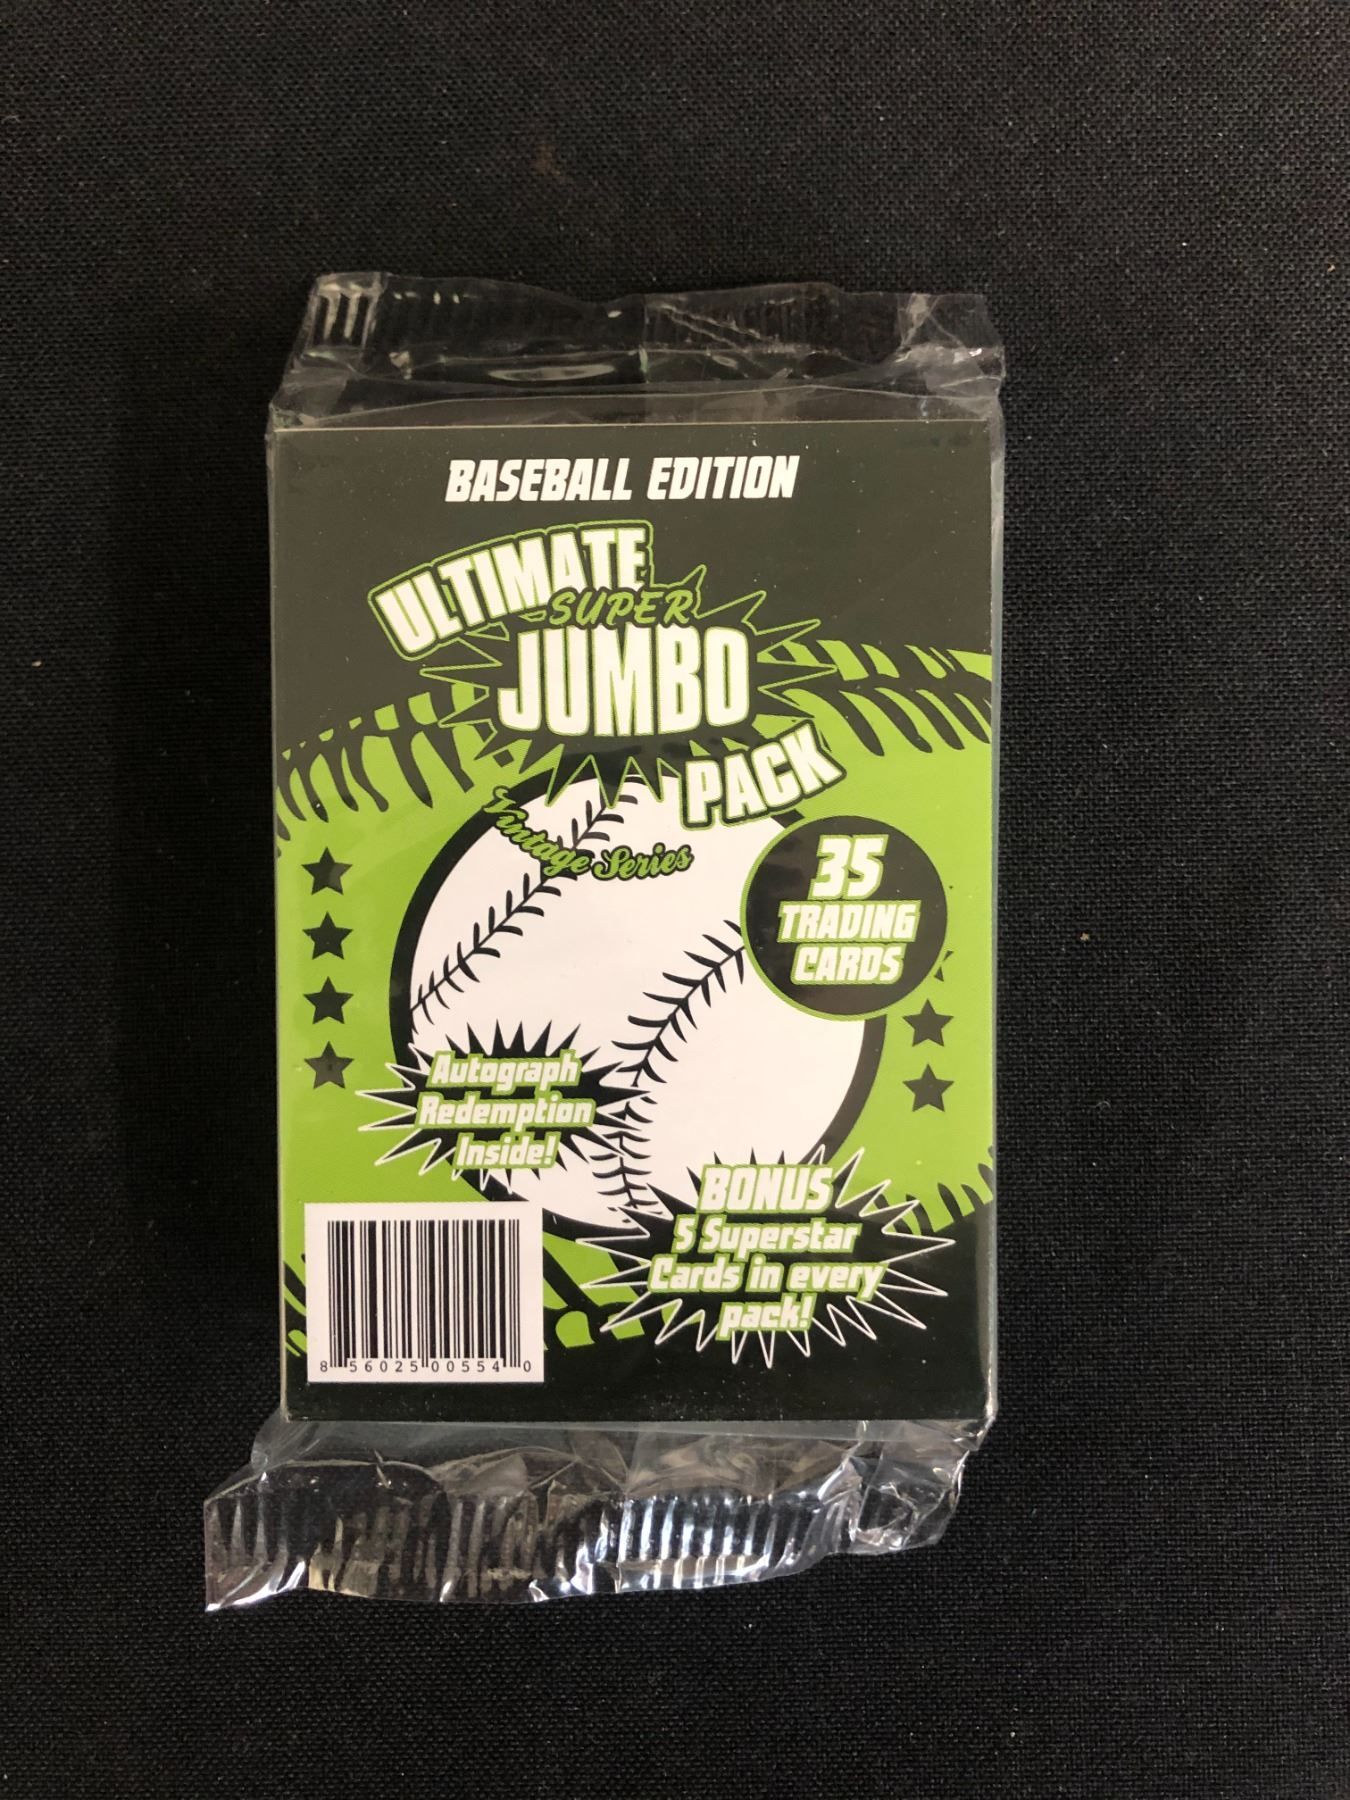 BASEBALL EDITION
ULTIMATE
SUPER
JUMBO
PACK
Vintage Series
35
TRADING
CARDS
Autograph
Redemption
Inside!
BONUS
5 Superstar
Cards in every
pack!
8 56025 00554 0